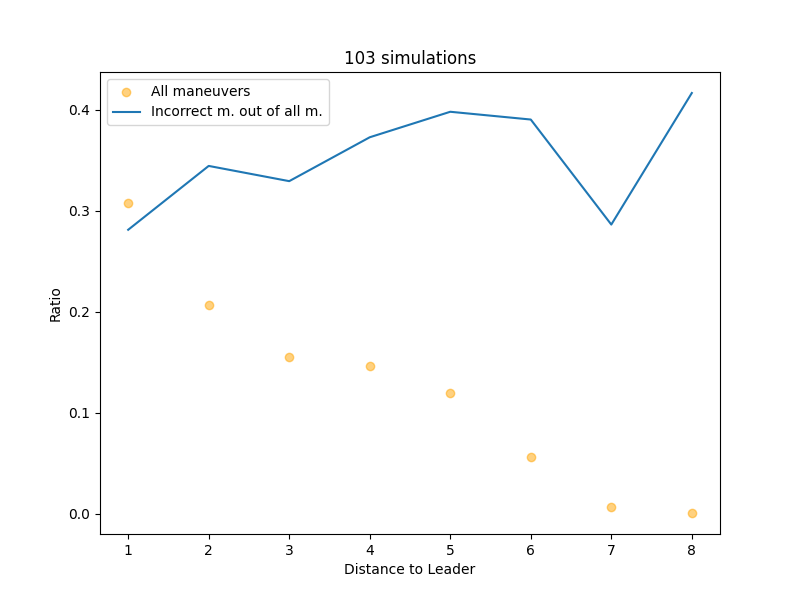 103 simulations
All maneuvers
Incorrect m. out of all m.
Ratio
0.4
0.3
0.2
0.1
0.0
1 2 3 4 5 6 7 8
Distance to Leader